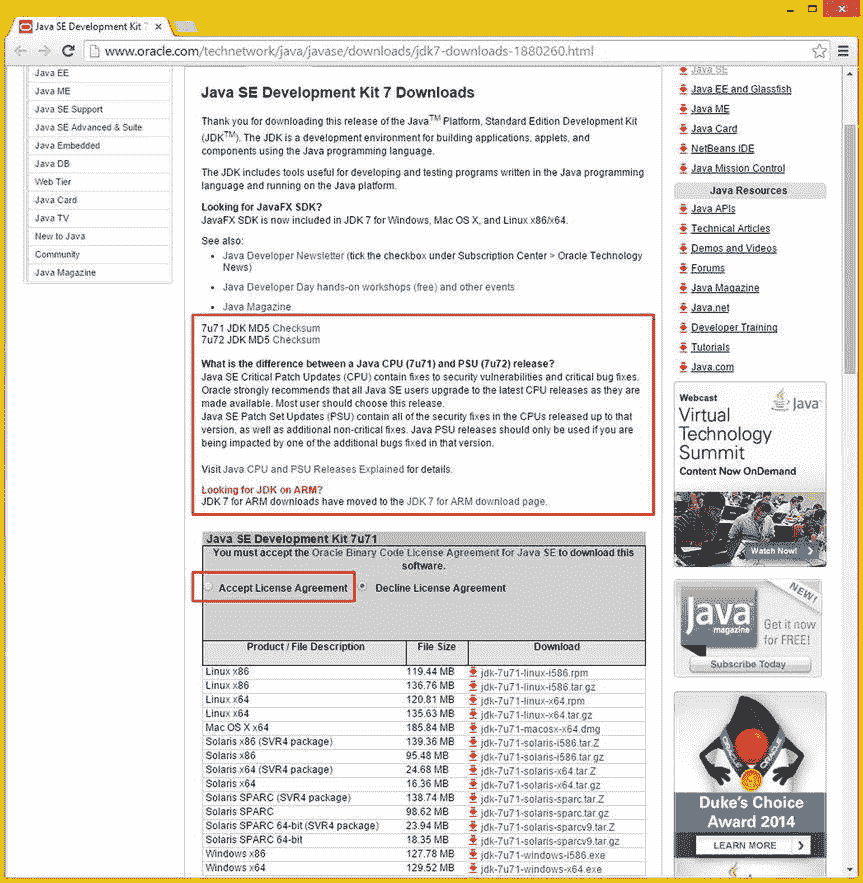 Java SE Development Kit 7
www.oracle.com/technetwork/java/javase/downloads/jdk7-downloads-1880260.html
Java EE
Java ME
Java SE Support
Java SE Advanced & Suite
Java Embedded
Java DB
Web Tier
Java Card
Java TV
New to Java
Community
Java Magazine
Java SE Development Kit 7 Downloads
Thank you for downloading this release of the Java™ Platform, Standard Edition Development Kit
(JDK™). The JDK is a development environment for building applications, applets, and
components using the Java programming language.
The JDK includes tools useful for developing and testing programs written in the Java programming
language and running on the Java platform.
Looking for JavaFX SDK?
JavaFX SDK is now included in JDK 7 for Windows, Mac OS X, and Linux x86/x64.
See also:
• Java Developer Newsletter (tick the checkbox under Subscription Center > Oracle Technology
News)
• Java Developer Day hands-on workshops (free) and other events
• Java Magazine
7u71 JDK MD5 Checksum
7u72 JDK MD5 Checksum
What is the difference between a Java CPU (7u71) and PSU (7u72) release?
Java SE Critical Patch Updates (CPU) contain fixes to security vulnerabilities and critical bug fixes.
Oracle strongly recommends that all Java SE users upgrade to the latest CPU releases as they are
made available. Most user should choose this release.
Java SE Patch Set Updates (PSU) contain all of the security fixes in the CPUs released up to that
version, as well as additional non-critical fixes. Java PSU releases should only be used if you are
being impacted by one of the additional bugs fixed in that version.
Visit Java CPU and PSU Releases Explained for details.
Looking for JDK on ARM?
JDK 7 for ARM downloads have moved to the JDK 7 for ARM download page.
Java SE Development Kit 7u71
You must accept the Oracle Binary Code License Agreement for Java SE to download this
software.
Accept License Agreement Decline License Agreement
Product / File Description File Size Download
Linux x86 119.44 MB jdk-7u71-linux-i586.rpm
Linux x86 136.76 MB jdk-7u71-linux-i586.tar.gz
Linux x64 120.81 MB jdk-7u71-linux-x64.rpm
Linux x64 135.63 MB jdk-7u71-linux-x64.tar.gz
Mac OS X x64 185.84 MB jdk-7u71-macosx-x64.dmg
Solaris x86 (SVR4 package) 139.36 MB jdk-7u71-solaris-i586.tar.Z
Solaris x86 95.48 MB jdk-7u71-solaris-i586.tar.gz
Solaris x64 (SVR4 package) 24.68 MB jdk-7u71-solaris-x64.tar.Z
Solaris x64 16.36 MB jdk-7u71-solaris-x64.tar.gz
Solaris SPARC (SVR4 package) 138.74 MB jdk-7u71-solaris-sparc.tar.Z
Solaris SPARC 98.62 MB jdk-7u71-solaris-sparc.tar.gz
Solaris SPARC 64-bit (SVR4 package) 23.94 MB jdk-7u71-solaris-sparcv9.tar.Z
Solaris SPARC 64-bit 18.35 MB jdk-7u71-solaris-sparcv9.tar.gz
Windows x86 127.78 MB jdk-7u71-windows-i586.exe
Windows x64 129.52 MB jdk-7u71-windows-x64.exe
Java SE
Java EE and Glassfish
Java ME
Java Card
NetBeans IDE
Java Mission Control
Java Resources
Java APIs
Technical Articles
Demos and Videos
Forums
Java Magazine
Java.net
Developer Training
Tutorials
Java.com
Webcast
Java
Virtual
Technology
Summit
Content Now OnDemand
Watch Now!
NEW!
Java
magazine
Get it now
for FREE!
Subscribe Today
ORACLE
Duke's Choice
Award 2014
LEARN MORE